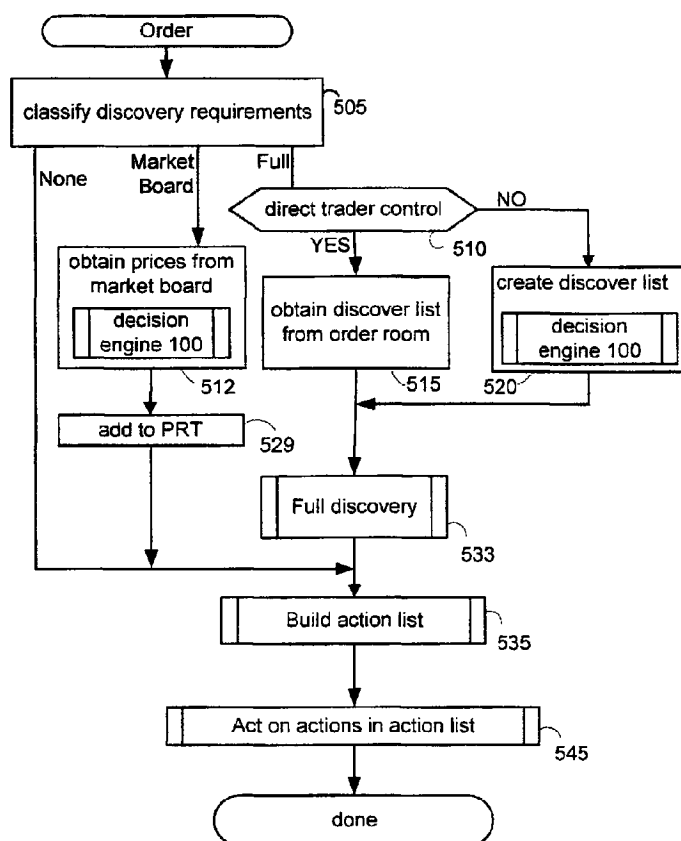 Order
classify discovery requirements
505
None
Market
Board
Full
direct trader control
NO
YES
510
obtain prices from
market board
decision
engine 100
512
obtain discover list
from order room
515
create discover list
decision
engine 100
520
add to PRT
529
Full discovery
533
Build action list
535
Act on actions in action list
545
done